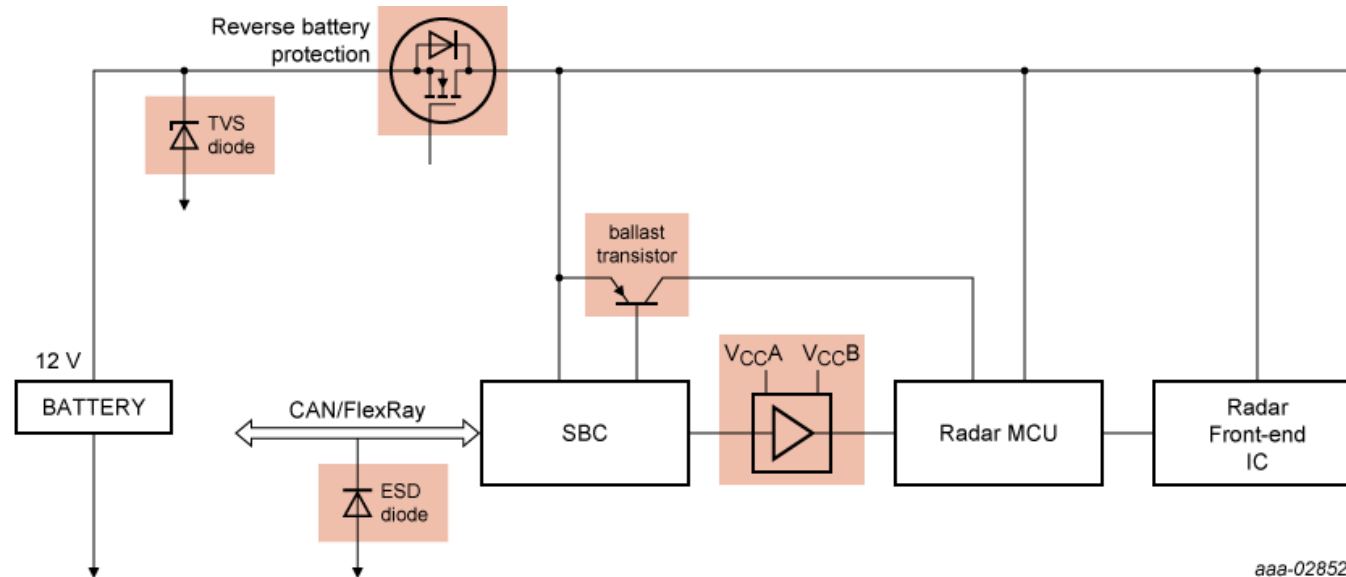 Reverse battery
protection
TVS
diode
ballast
transistor
12 V
BATTERY
CAN/FlexRay
ESD
diode
SBC
VCCA VCCB
Radar MCU
Radar
Front-end
IC
aaa-02852